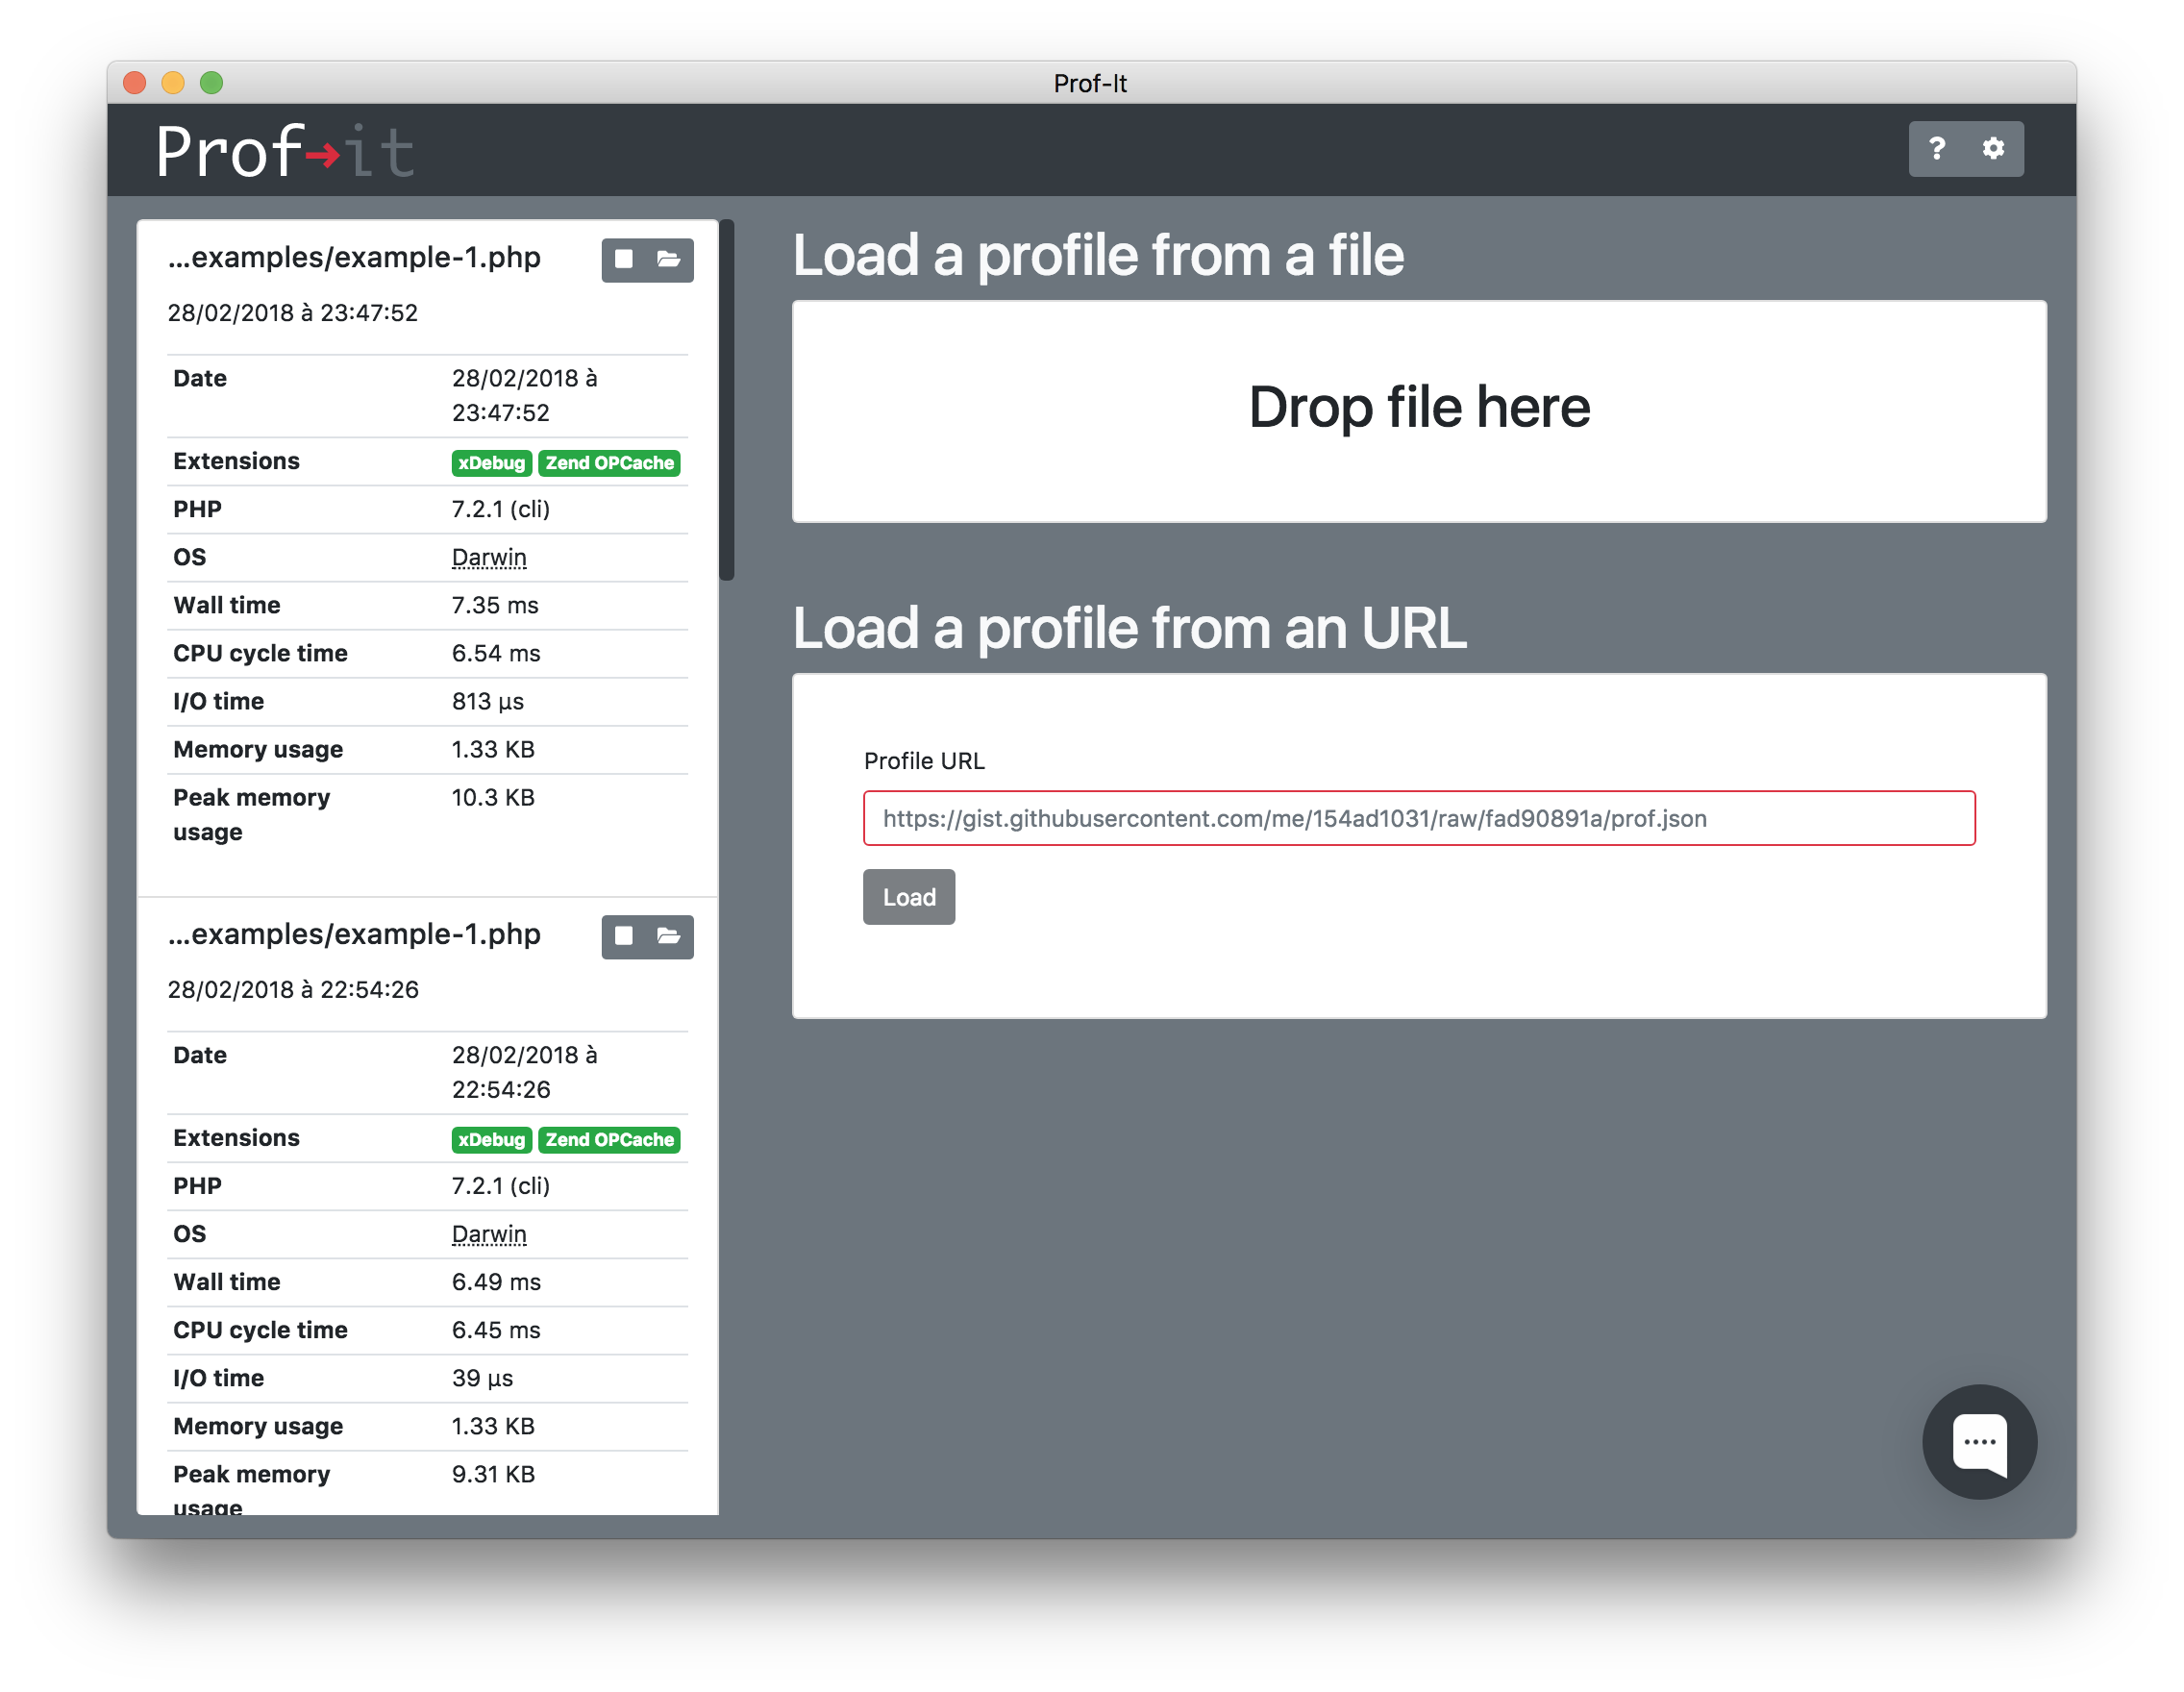 Prof-It
Prof→it
?
...examples/example-1.php
28/02/2018 à 23:47:52
Date 28/02/2018 à
23:47:52
Extensions xDebug Zend OPCache
PHP 7.2.1 (cli)
OS Darwin
Wall time 7.35 ms
CPU cycle time 6.54 ms
I/O time 813 µs
Memory usage 1.33 KB
Peak memory 10.3 KB
usage
...examples/example-1.php
28/02/2018 à 22:54:26
Date 28/02/2018 à
22:54:26
Extensions xDebug Zend OPCache
PHP 7.2.1 (cli)
OS Darwin
Wall time 6.49 ms
CPU cycle time 6.45 ms
I/O time 39 µs
Memory usage 1.33 KB
Peak memory 9.31 KB
usage
Load a profile from a file
Drop file here
Load a profile from an URL
Profile URL
https://gist.githubusercontent.com/me/154ad1031/raw/fad90891a/prof.json
Load